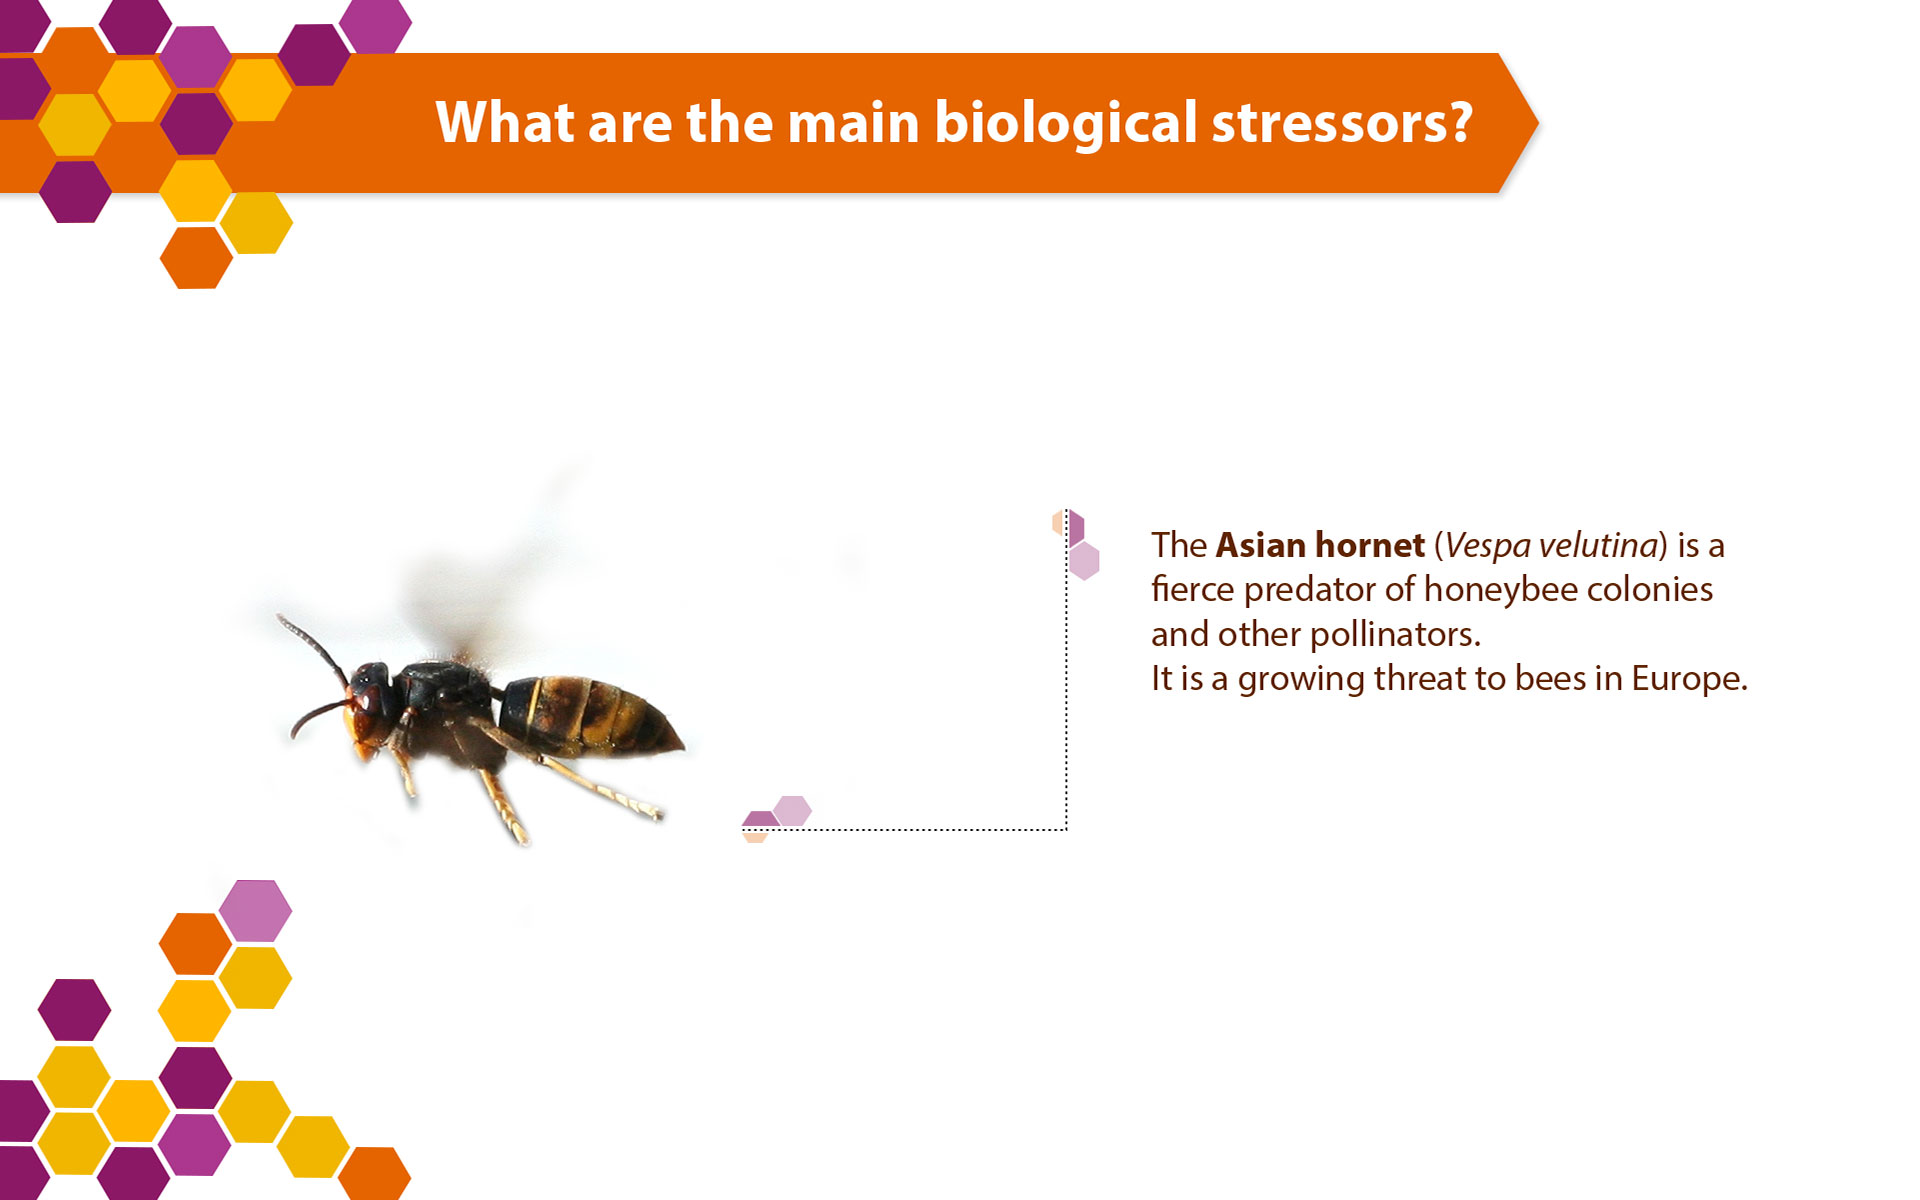 What are the main biological stressors?
The Asian hornet (Vespa velutina) is a
fierce predator of honeybee colonies
and other pollinators.
It is a growing threat to bees in Europe.